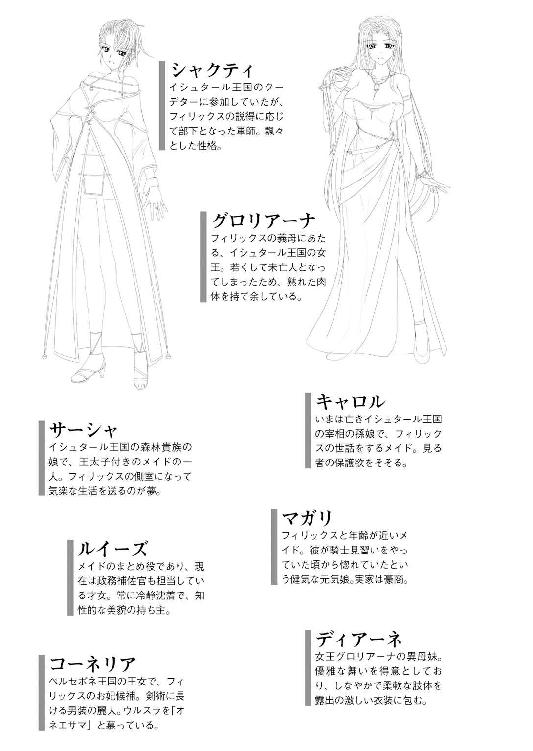 シャクティ
イシュタール王国のクー
デターに参加していたが、
フィリックスの説得に応じ
て部下となった軍師。飄々
とした性格。
グロリアーナ
フィリックスの義母にあた
る、イシュタール王国の女
王。若くして未亡人となっ
てしまったため、熟れた肉
体を持て余している。
キャロル
いまは亡きイシュタール王国
の宰相の孫娘で、フィリック
スの世話をするメイド。見る
者の保護欲をそそる。
サーシャ
イシュタール王国の森林貴族の
娘で、王太子付きのメイドの一
人。フィリックスの側室になって
気楽な生活を送るのが夢。
マガリ
フィリックスと年齢が近いメ
イド。彼が騎士見習いをやっ
ていた頃から惚れていたとい
う健気な元気娘。実家は豪商。
ルイーズ
メイドのまとめ役であり、現
在は政務補佐官も担当してい
る才女。常に冷静沈着で、知
性的な美貌の持ち主。
ディアーネ
女王グロリアーナの異母妹。
優雅な舞いを得意としてお
り、しなやかで柔軟な肢体を
露出の激しい衣装に包む。
コーネリア
ペルセポネ王国の王女で、フィ
リックスのお妃候補。剣術に長
ける男装の麗人。ウルスラを「オ
ネエサマ」と慕っている。